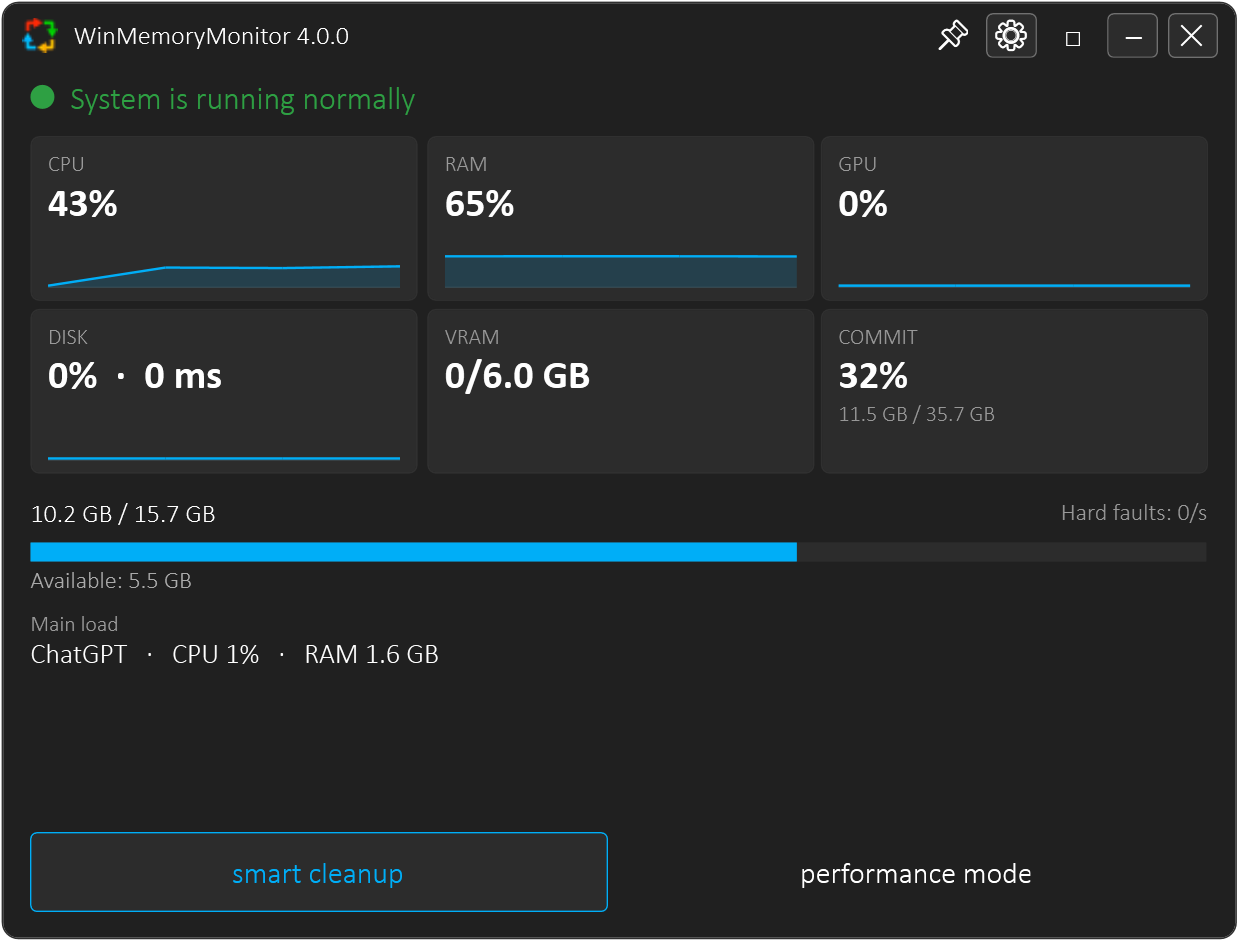 WinMemoryMonitor 4.0.0
System is running normally
CPU
43%
RAM
65%
GPU
0%
DISK
0% · 0 ms
VRAM
0/6.0 GB
COMMIT
32%
11.5 GB / 35.7 GB
10.2 GB / 15.7 GB
Hard faults: 0/s
Available: 5.5 GB
Main load
ChatGPT · CPU 1% · RAM 1.6 GB
smart cleanup
performance mode